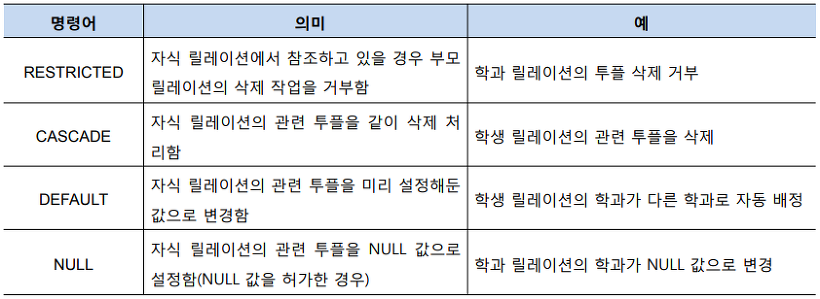 명령어 의미 예
RESTRICTED
자식 릴레이션에서 참조하고 있을 경우 부모
릴레이션의 삭제 작업을 거부함
학과 릴레이션의 투플 삭제 거부
CASCADE
자식 릴레이션의 관련 투플을 같이 삭제 처
리함
학생 릴레이션의 관련 투플을 삭제
DEFAULT
자식 릴레이션의 관련 투플을 미리 설정해둔
값으로 변경함
학생 릴레이션의 학과가 다른 학과로 자동 배정
NULL
자식 릴레이션의 관련 투플을 NULL 값으로
설정함(NULL 값을 허가한 경우)
학과 릴레이션의 학과가 NULL 값으로 변경